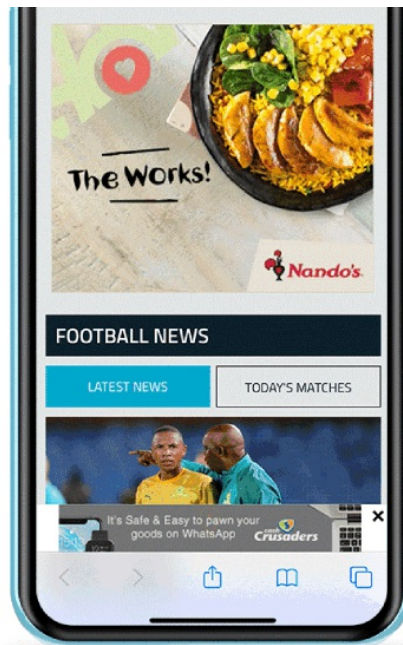 The Works!
Nando's
FOOTBALL NEWS
LATEST NEWS
TODAY'S MATCHES
It's Safe & Easy to pawn your
goods on WhatsApp
cash
Crusaders